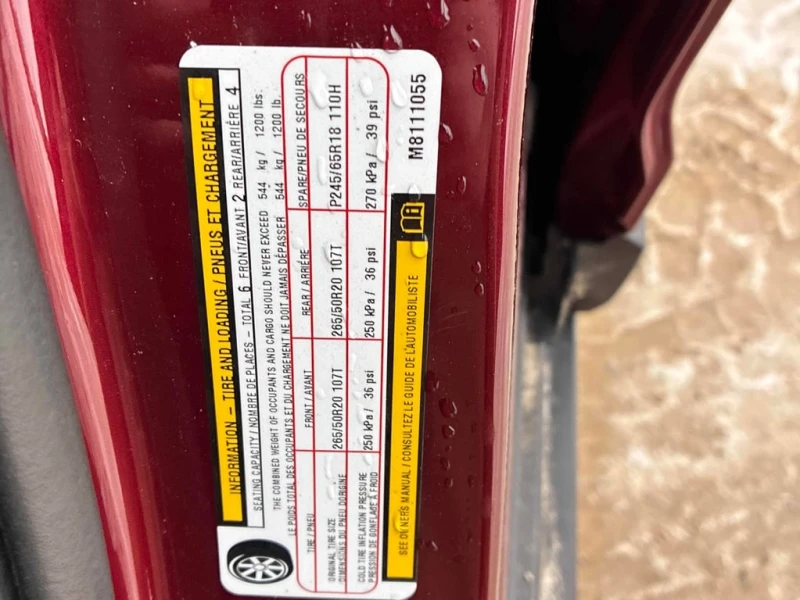 INFORMATION – TIRE AND LOADING / PNEUS ET CHARGEMENT
SEATING CAPACITY / NOMBRE DE PLACES – TOTAL 6 FRONT/AVANT 2 REAR/ARRIÈRE 4
THE COMBINED WEIGHT OF OCCUPANTS AND CARGO SHOULD NEVER EXCEED 544 kg / 1200 lbs.
LE POIDS TOTAL DES OCCUPANTS ET DU CHARGEMENT NE DOIT JAMAIS DÉPASSER 544 kg / 1200 lb.
TIRE / PNEU FRONT / AVANT REAR / ARRIÈRE SPARE/PNEU DE SECOURS
ORIGINAL TIRE SIZE
DIMENSIONS DU PNEU DORIGINE
265/50R20 107T 265/50R20 107T P245/65R18 110H
COLD TIRE INFLATION PRESSURE
PRESSION DE GONFLAGE À FROID
250 kPa / 36 psi 250 kPa / 36 psi 270 kPa / 39 psi
SEE OWNERS MANUAL / CONSULTEZ LE GUIDE DE L'AUTOMOBILISTE
M8111055